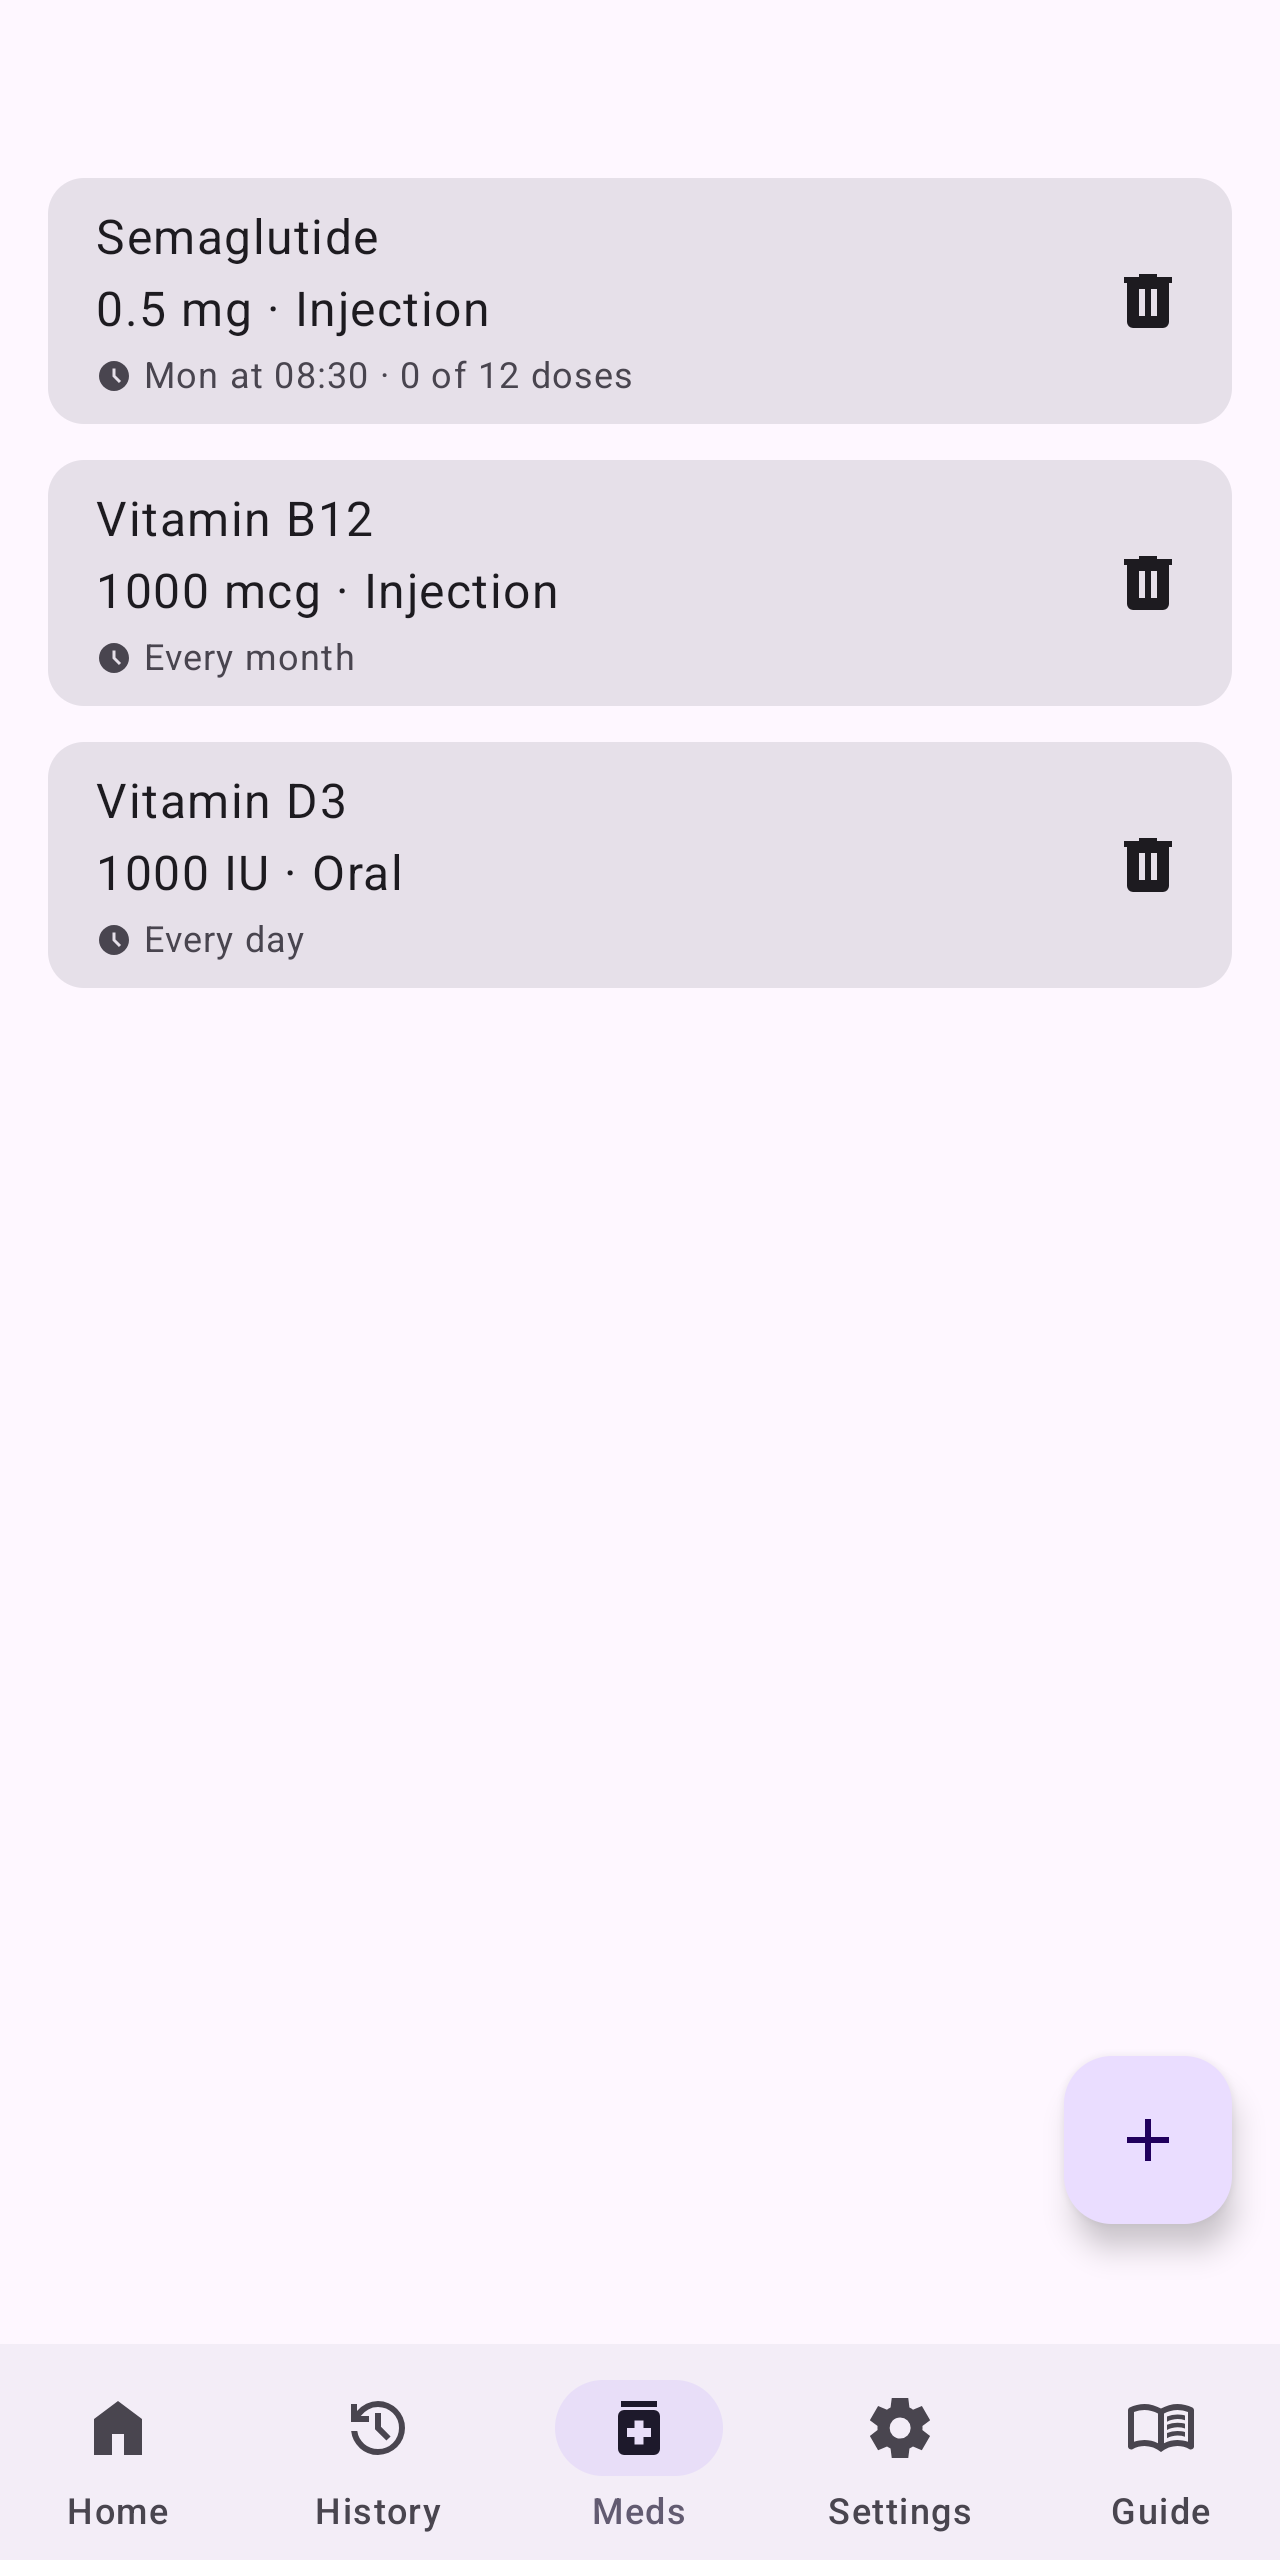 Semaglutide
0.5 mg · Injection
Mon at 08:30 · 0 of 12 doses
Vitamin B12
1000 mcg · Injection
Every month
Vitamin D3
1000 IU · Oral
Every day
Home
History
Meds
Settings
Guide